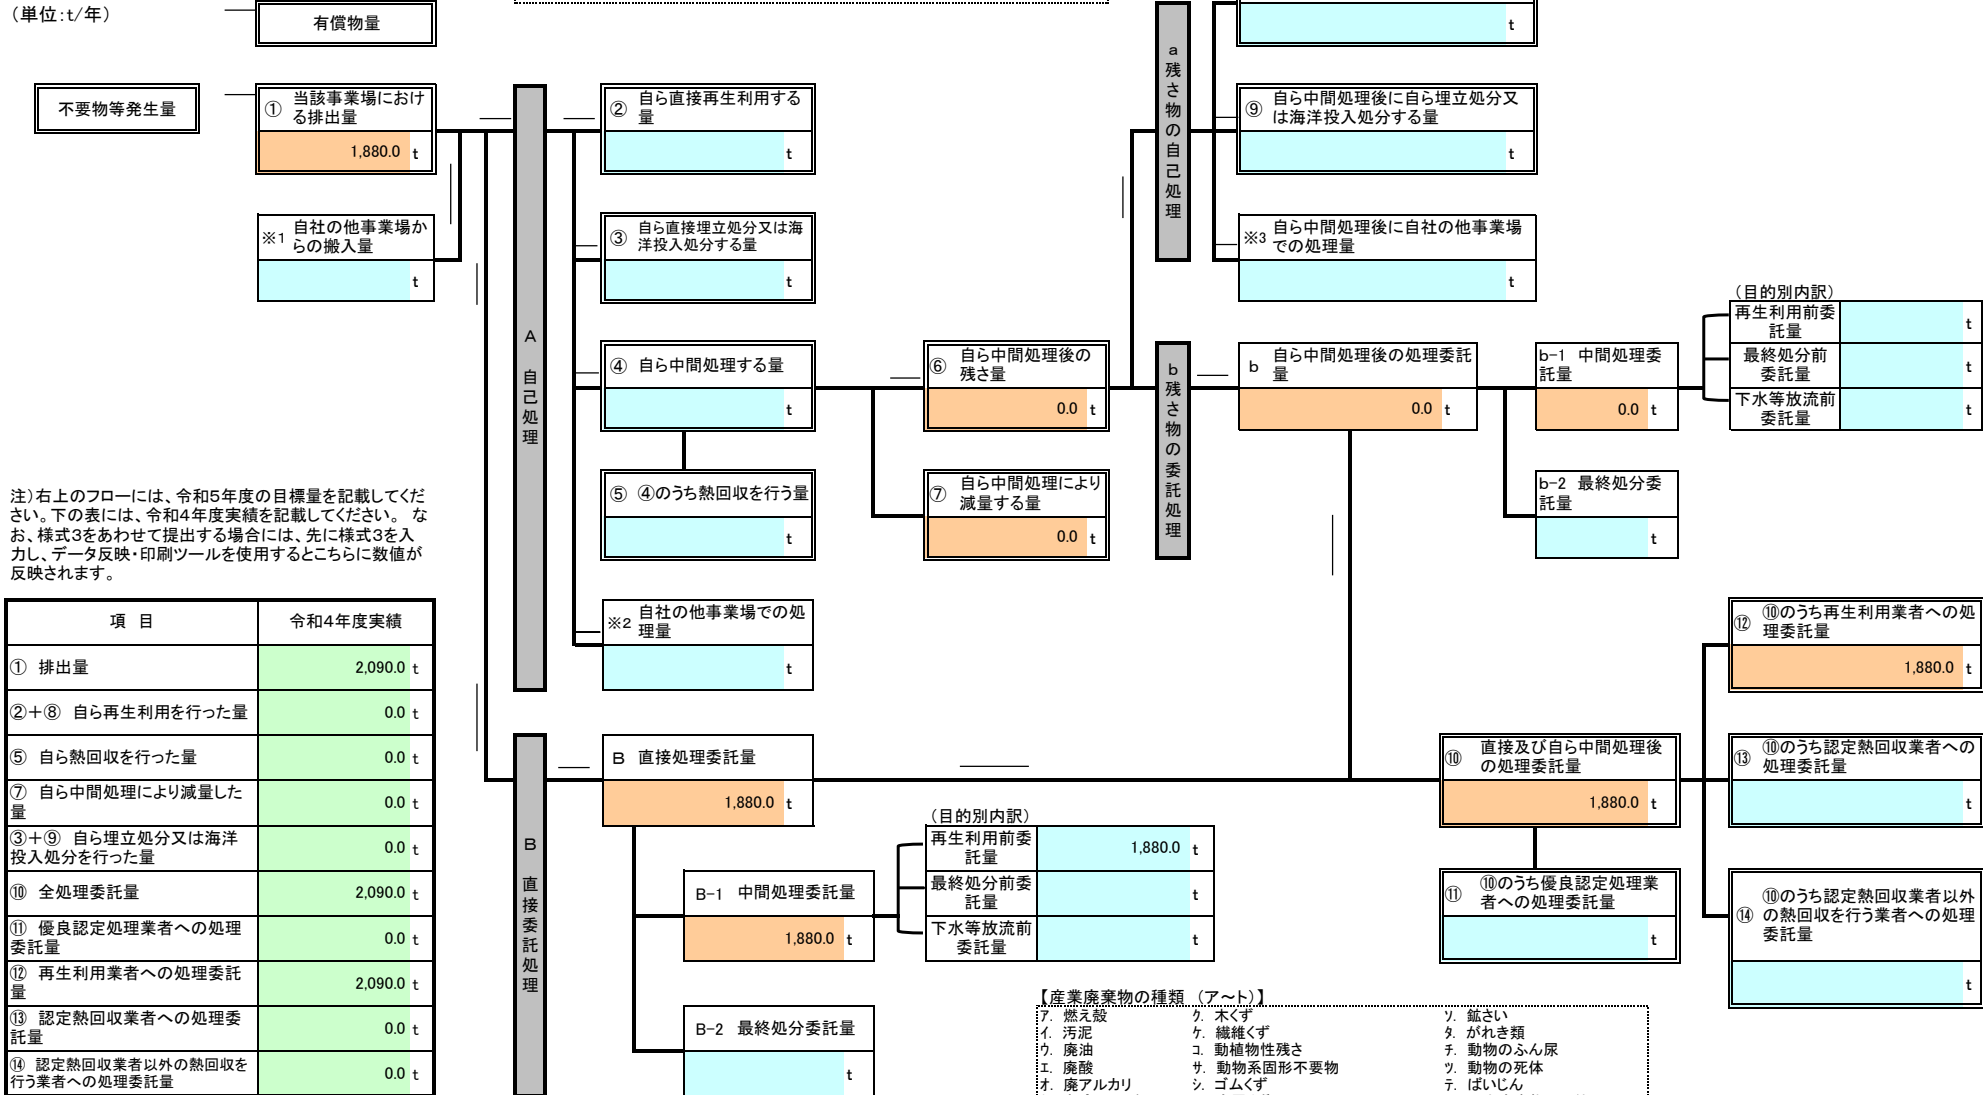 （単位:t/年）
有償物量
t
不要物等発生量
① 当該事業場におけ
る排出量
1,880.0 t
※1 自社の他事業場か
らの搬入量
t
A 自己処理
② 自ら直接再生利用する
量
t
③ 自ら直接埋立処分又は海
洋投入処分する量
t
④ 自ら中間処理する量
t
⑤ ④のうち熱回収を行う量
t
※2 自社の他事業場での処
理量
t
⑥ 自ら中間処理後の
残さ量
0.0 t
⑦ 自ら中間処理により
減量する量
0.0 t
a残さ物の自己処理
⑨ 自ら中間処理後に自ら埋立処分又
は海洋投入処分する量
t
※3 自ら中間処理後に自社の他事業場
での処理量
t
b残さ物の委託処理
b 自ら中間処理後の処理委託
量
0.0 t
b-1 中間処理委
託量
0.0 t
b-2 最終処分委
託量
t
（目的別内訳）
再生利用前委
託量
t
最終処分前
委託量
t
下水等放流前
委託量
t
注）右上のフローには、令和5年度の目標量を記載してくだ
さい。下の表には、令和4年度実績を記載してください。 な
お、様式3をあわせて提出する場合には、先に様式3を入
力し、データ反映・印刷ツールを使用するとこちらに数値が
反映されます。
項 目 令和4年度実績
① 排出量 2,090.0 t
②＋⑧ 自ら再生利用を行った量 0.0 t
⑤ 自ら熱回収を行った量 0.0 t
⑦ 自ら中間処理により減量した
量 0.0 t
③＋⑨ 自ら埋立処分又は海洋
投入処分を行った量 0.0 t
⑩ 全処理委託量 2,090.0 t
⑪ 優良認定処理業者への処理
委託量 0.0 t
⑫ 再生利用業者への処理委託
量 2,090.0 t
⑬ 認定熱回収業者への処理委
託量 0.0 t
⑭ 認定熱回収業者以外の熱回収を
行う業者への処理委託量 0.0 t
B 直接委託処理
B 直接処理委託量
1,880.0 t
B-1 中間処理委託量
1,880.0 t
B-2 最終処分委託量
t
（目的別内訳）
再生利用前委
託量
1,880.0 t
最終処分前委
託量
t
下水等放流前
委託量
t
⑩ 直接及び自ら中間処理後
の処理委託量
1,880.0 t
⑪ ⑩のうち優良認定処理業
者への処理委託量
t
⑫ ⑩のうち再生利用業者への処
理委託量
1,880.0 t
⑬ ⑩のうち認定熱回収業者への
処理委託量
t
⑭ ⑩のうち認定熱回収業者以外
の熱回収を行う業者への処理
委託量
t
【産業廃棄物の種類 （ア～ト）】
ｱ. 燃え殻 ｸ. 木くず ｿ. 鉱さい
ｲ. 汚泥 ｹ. 繊維くず ﾀ. がれき類
ｳ. 廃油 ｺ. 動植物性残さ ﾁ. 動物のふん尿
ｴ. 廃酸 ｻ. 動物系固形不要物 ﾂ. 動物の死体
ｵ. 廃アルカリ ｼ. ゴムくず ﾃ. ばいじん